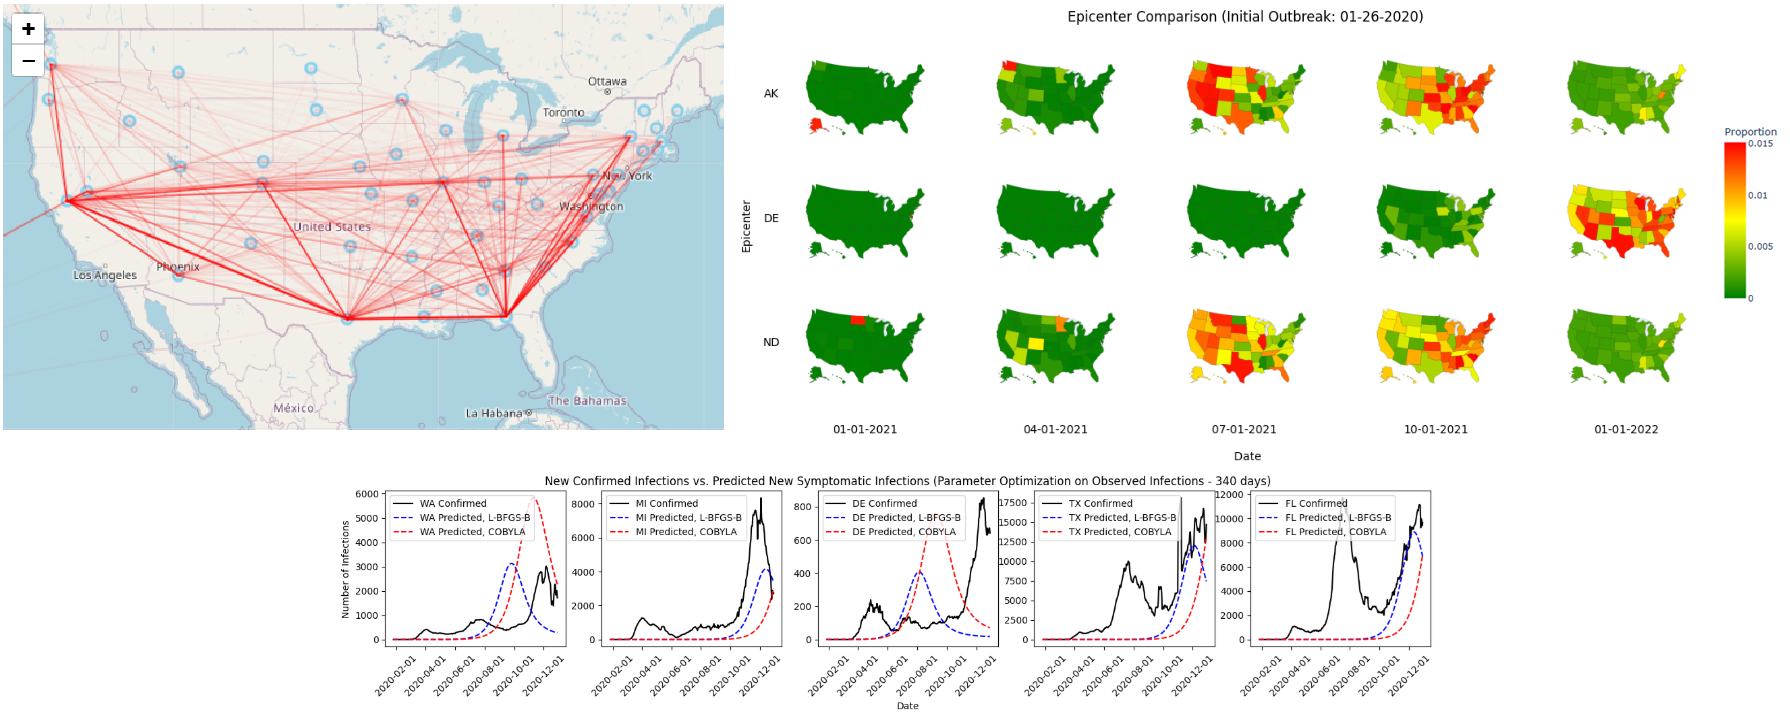 +
−
Ottawa
Toronto
New York
Washington
United States
Phoenix
Los Angeles
México
La Habana
The Bahamas
Epicenter Comparison (Initial Outbreak: 01-26-2020)
Epicenter
AK
DE
ND
01-01-2021
04-01-2021
07-01-2021
10-01-2021
01-01-2022
Date
Proportion
0.015
0.01
0.005
0
New Confirmed Infections vs. Predicted New Symptomatic Infections (Parameter Optimization on Observed Infections - 340 days)
Number of Infections
6000
5000
4000
3000
2000
1000
0
WA Confirmed
WA Predicted, L-BFGS-B
WA Predicted, COBYLA
2020-02-01
2020-04-01
2020-06-01
2020-08-01
2020-10-01
2020-12-01
8000
6000
4000
2000
0
MI Confirmed
MI Predicted, L-BFGS-B
MI Predicted, COBYLA
2020-02-01
2020-04-01
2020-06-01
2020-08-01
2020-10-01
2020-12-01
800
600
400
200
0
DE Confirmed
DE Predicted, L-BFGS-B
DE Predicted, COBYLA
2020-02-01
2020-04-01
2020-06-01
2020-08-01
2020-10-01
2020-12-01
17500
15000
12500
10000
7500
5000
2500
0
TX Confirmed
TX Predicted, L-BFGS-B
TX Predicted, COBYLA
2020-02-01
2020-04-01
2020-06-01
2020-08-01
2020-10-01
2020-12-01
12000
10000
8000
6000
4000
2000
0
FL Confirmed
FL Predicted, L-BFGS-B
FL Predicted, COBYLA
2020-02-01
2020-04-01
2020-06-01
2020-08-01
2020-10-01
2020-12-01
Date